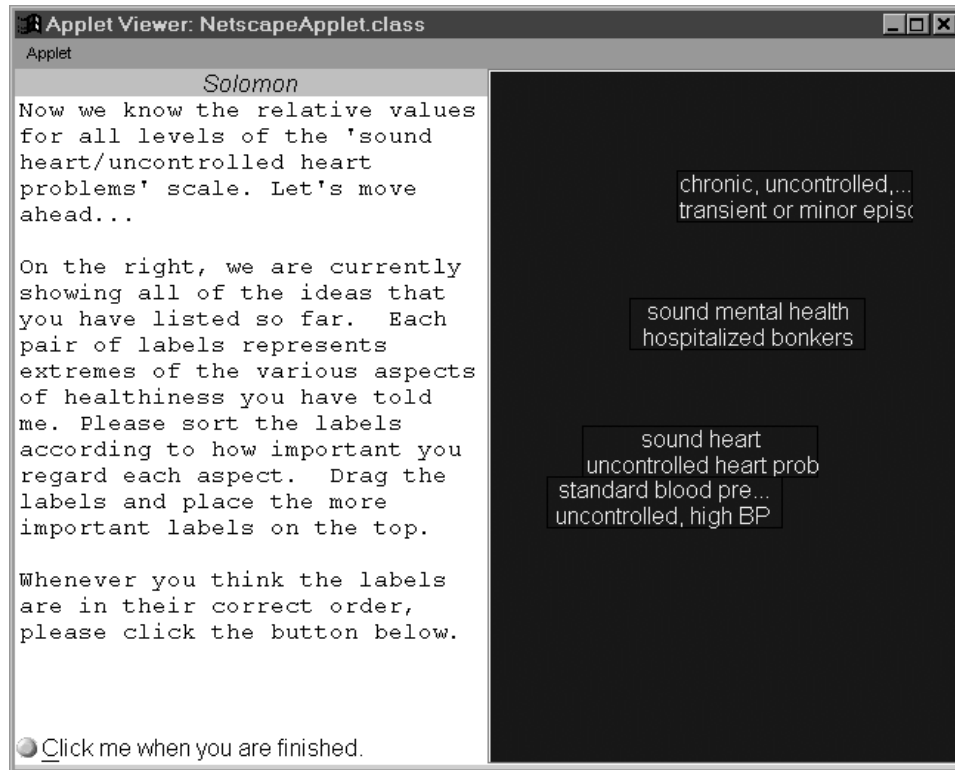 Applet Viewer: NetscapeApplet.class
Applet
Solomon
Now we know the relative values
for all levels of the 'sound
heart/uncontrolled heart
problems' scale. Let's move
ahead...
On the right, we are currently
showing all of the ideas that
you have listed so far. Each
pair of labels represents
extremes of the various aspects
of healthiness you have told
me. Please sort the labels
according to how important you
regard each aspect. Drag the
labels and place the more
important labels on the top.
Whenever you think the labels
are in their correct order,
please click the button below.
Click me when you are finished.
chronic, uncontrolled,...
transient or minor episo
sound mental health
hospitalized bonkers
sound heart
uncontrolled heart prob
standard blood pre...
uncontrolled, high BP